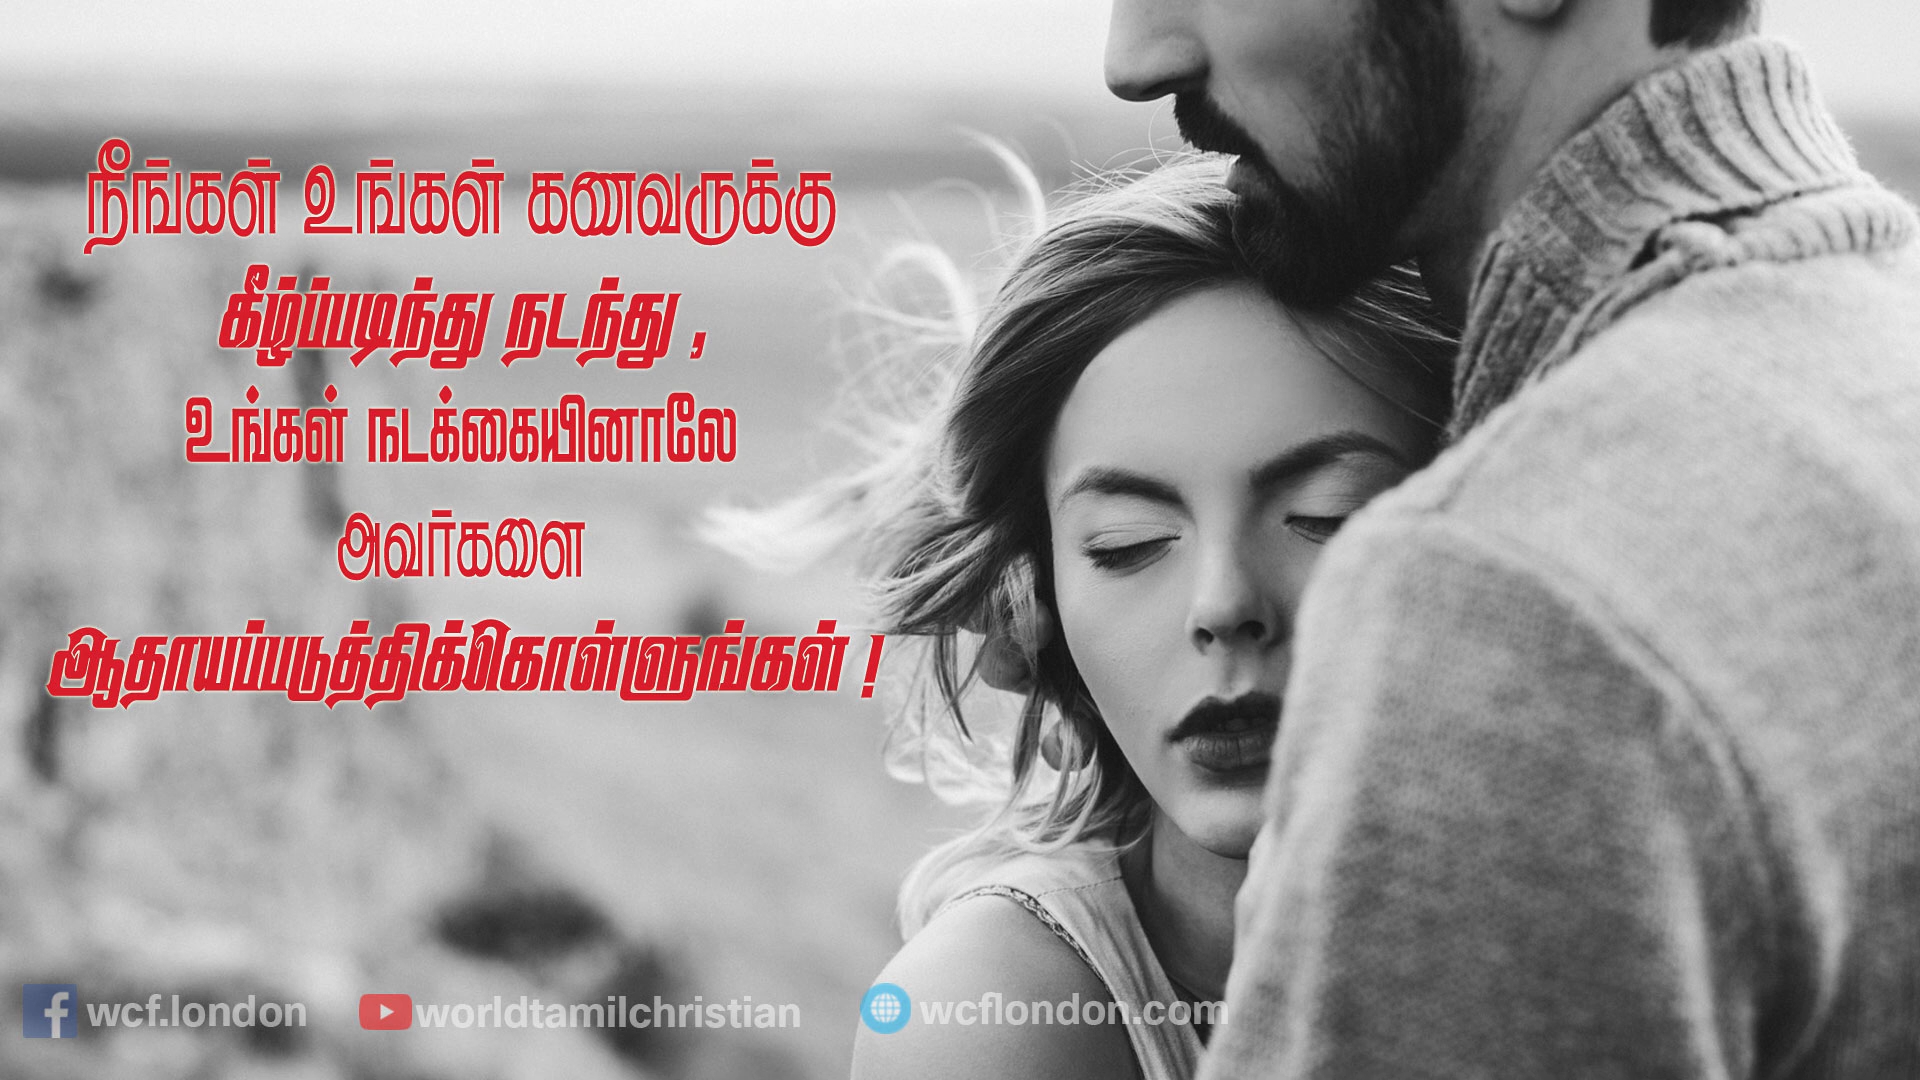 நீங்கள் உங்கள் கணவருக்கு
கீழ்ப்படிந்து நடந்து ,
உங்கள் நடக்கையினாலே
அவர்களை
ஆதாயப்படுத்திக்கொள்ளுங்கள் !
wcf.london worldtamilchristian wcflondon.com